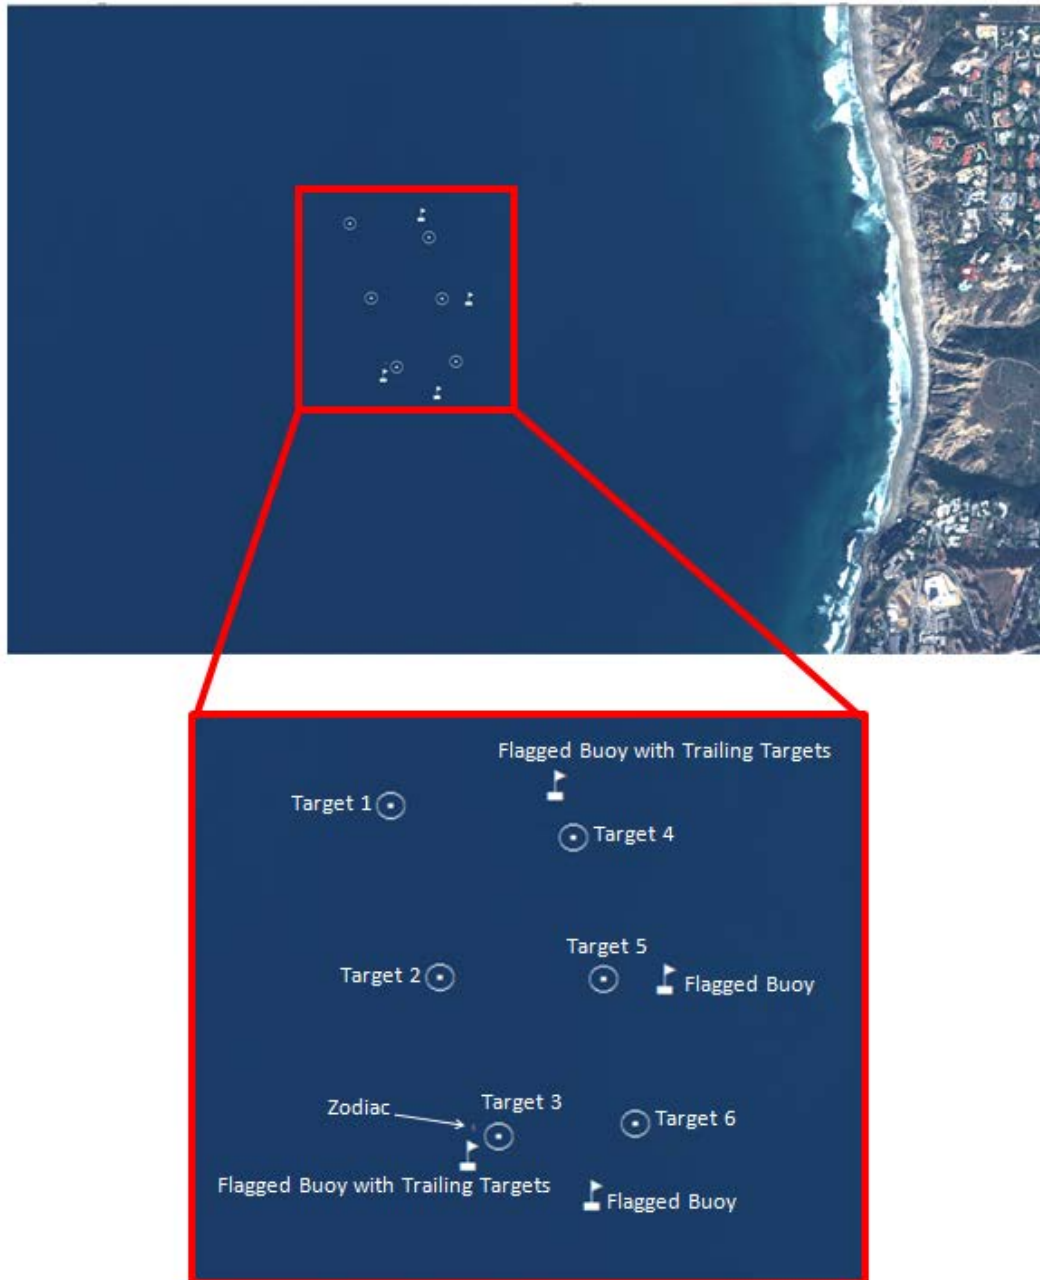 Flagged Buoy with Trailing Targets
Target 1
Target 4
Target 5
Target 2
Flagged Buoy
Target 3
Zodiac
Target 6
Flagged Buoy with Trailing Targets
Flagged Buoy